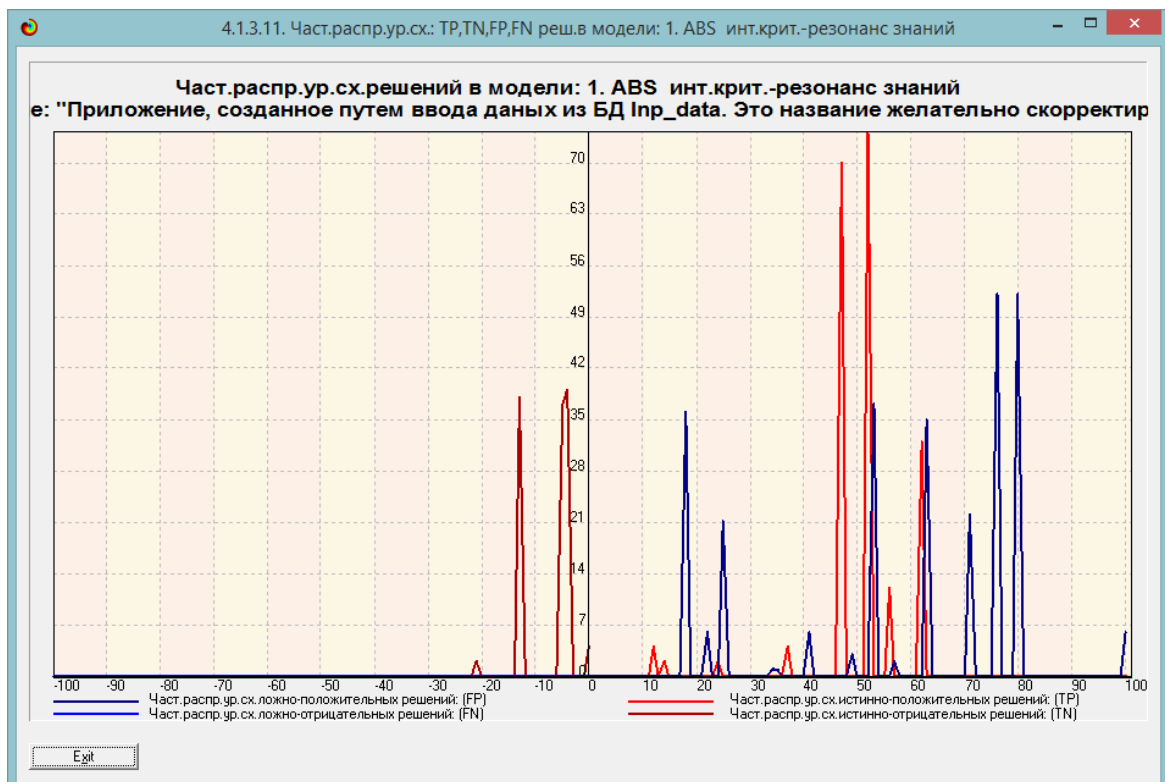 4.1.3.11. Част.распр.ур.сх.: TP,TN,FP,FN реш.в модели: 1. ABS инт.крит.-резонанс знаний
Част.распр.ур.сх.решений в модели: 1. ABS инт.крит.-резонанс знаний
е: "Приложение, созданное путем ввода даных из БД Inp_data. Это название желательно скорректир
70
63
56
49
42
35
28
21
14
7
0
-100 -90 -80 -70 -60 -50 -40 -30 -20 -10 0 10 20 30 40 50 60 70 80 90 100
Част.распр.ур.сх.ложно-положительных решений: (FP) Част.распр.ур.сх.истинно-положительных решений: (TP)
Част.распр.ур.сх.ложно-отрицательных решений: (FN) Част.распр.ур.сх.истинно-отрицательных решений: (TN)
Exit